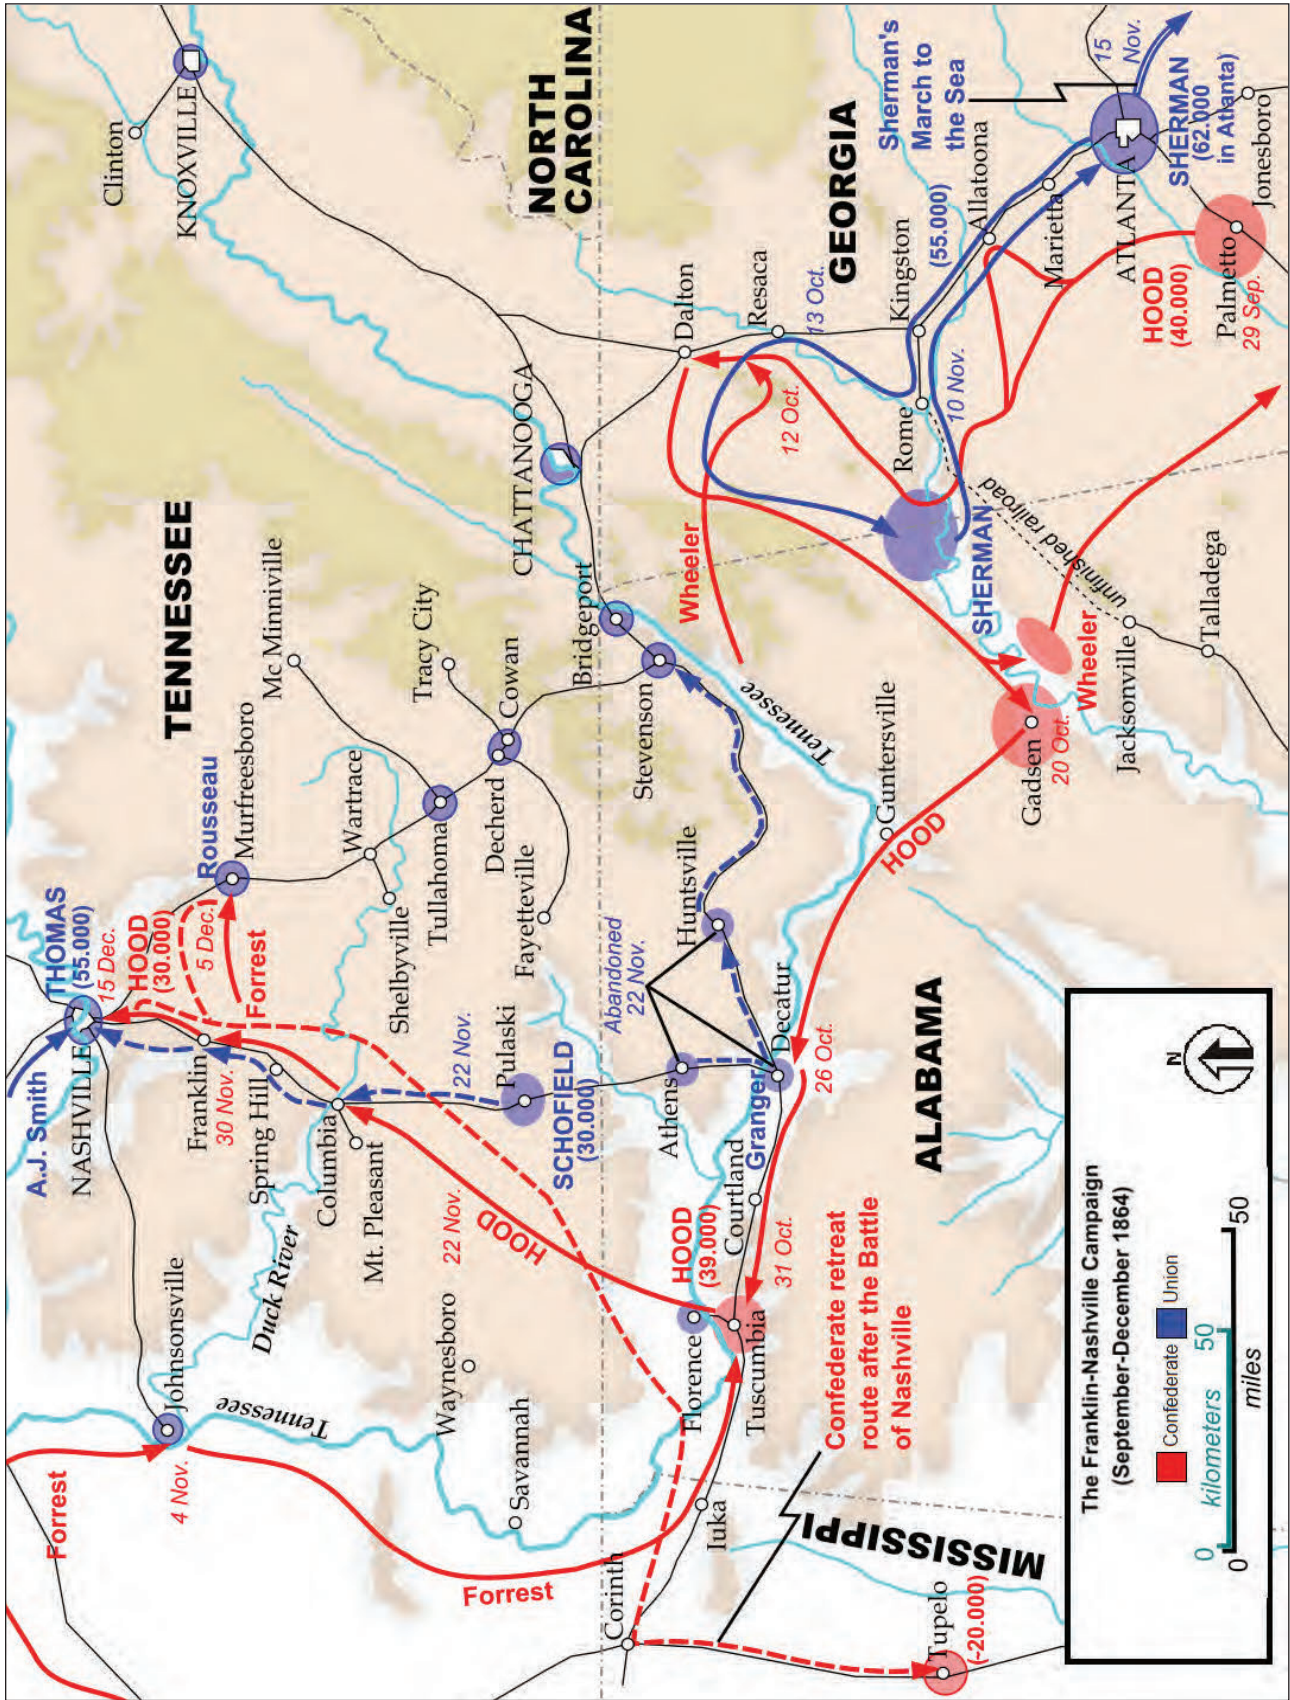 Forrest
4 Nov.
Johnsonville
Forrest
Tennessee
Duck River
A.J. Smith
NASHVILLE
THOMAS
(55.000)
15 Dec.
HOOD
(30.000)
5 Dec.
Forrest
Rousseau
Murfreesboro
Franklin
30 Nov.
Spring Hill
Columbia
Mt. Pleasant
22 Nov.
HOOD
22 Nov.
Pulaski
SCHOFIELD
(30.000)
Waynesboro
Savannah
TENNESSEE
Mc Minniville
Wartrace
Shelbyville
Tullahoma
Tracy City
Cowan
Decherd
Fayetteville
Clinton
KNOXVILLE
NORTH
CAROLINA
CHATTANOOGA
Bridgeport
Stevenson
Huntsville
Abandoned
22 Nov.
Athens
Granger
Decatur
26 Oct.
Courtland
HOOD
(39.000)
Florence
Tuscumbia
31 Oct.
Iuka
Corinth
Tupelo
(~20.000)
MISSISSIPPI
Confederate retreat
route after the Battle
of Nashville
ALABAMA
Tennessee
Guntersville
HOOD
Gadsen
20 Oct.
Wheeler
Jacksonville
Talladega
unfinished railroad
SHERMAN
Wheeler
Dalton
12 Oct.
Resaca
13 Oct.
Rome
10 Nov.
Kingston
(55.000)
Allatoona
Marietta
GEORGIA
Sherman's
March to
the Sea
15
Nov.
ATLANTA
SHERMAN
(62.000
in Atlanta)
Jonesboro
HOOD
(40.000)
Palmetto
29 Sep.
The Franklin-Nashville Campaign
(September-December 1864)
Confederate
Union
kilometers
0
50
0
50
miles
N